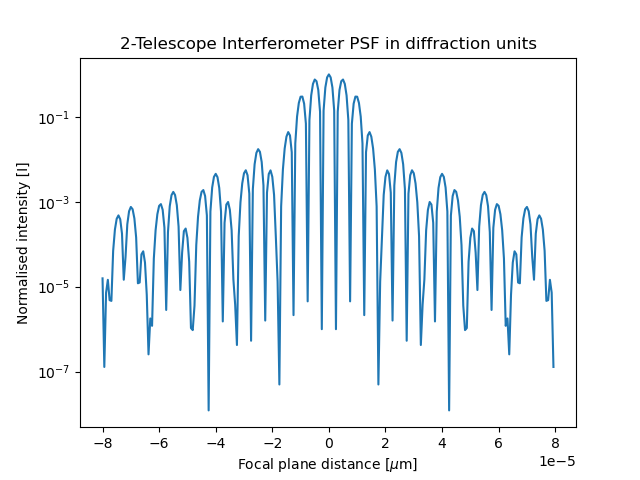 2-Telescope Interferometer PSF in diffraction units
Normalised intensity [I]
10⁻¹
10⁻³
10⁻⁵
10⁻⁷
−8 −6 −4 −2 0 2 4 6 8
1e−5
Focal plane distance [μm]